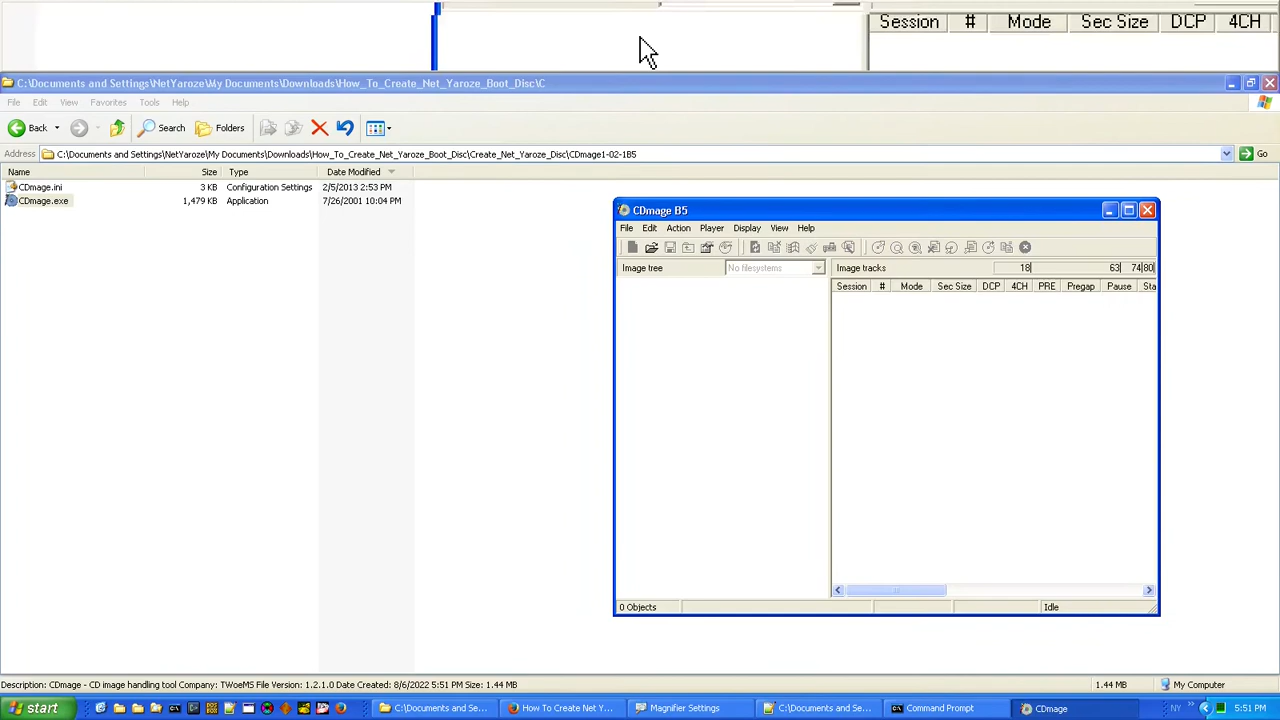 Session # Mode Sec Size DCP 4CH
C:\Documents and Settings\NetYaroze\My Documents\Downloads\How_To_Create_Net_Yaroze_Boot_Disc\C
File Edit View Favorites Tools Help
Back Search Folders
Address C:\Documents and Settings\NetYaroze\My Documents\Downloads\How_To_Create_Net_Yaroze_Boot_Disc\Create_Net_Yaroze_Disc\CDmage1-02-1B5 Go
Name Size Type Date Modified
CDmage.ini 3 KB Configuration Settings 2/5/2013 2:53 PM
CDmage.exe 1,479 KB Application 7/26/2001 10:04 PM
CDmage B5
File Edit Action Player Display View Help
Image tree No filesystems Image tracks 18 63 74 80
Session # Mode Sec Size DCP 4CH PRE Pregap Pause Sta
0 Objects Idle
Description: CDmage - CD image handling tool Company: TWoeMS File Version: 1.2.1.0 Date Created: 8/6/2022 5:51 PM Size: 1.44 MB 1.44 MB My Computer
start C:\Documents and Se... How To Create Net Y... Magnifier Settings C:\Documents and Se... Command Prompt CDmage NY 5:51 PM